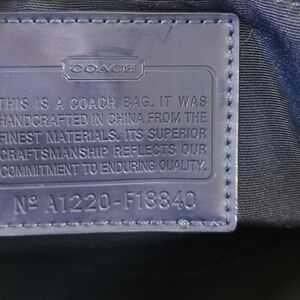 COACH
THIS IS A COACH BAG. IT WAS
HANDCRAFTED IN CHINA FROM THE
FINEST MATERIALS. ITS SUPERIOR
CRAFTSMANSHIP REFLECTS OUR
COMMITMENT TO ENDURING QUALITY.
Nº A1220-F18840